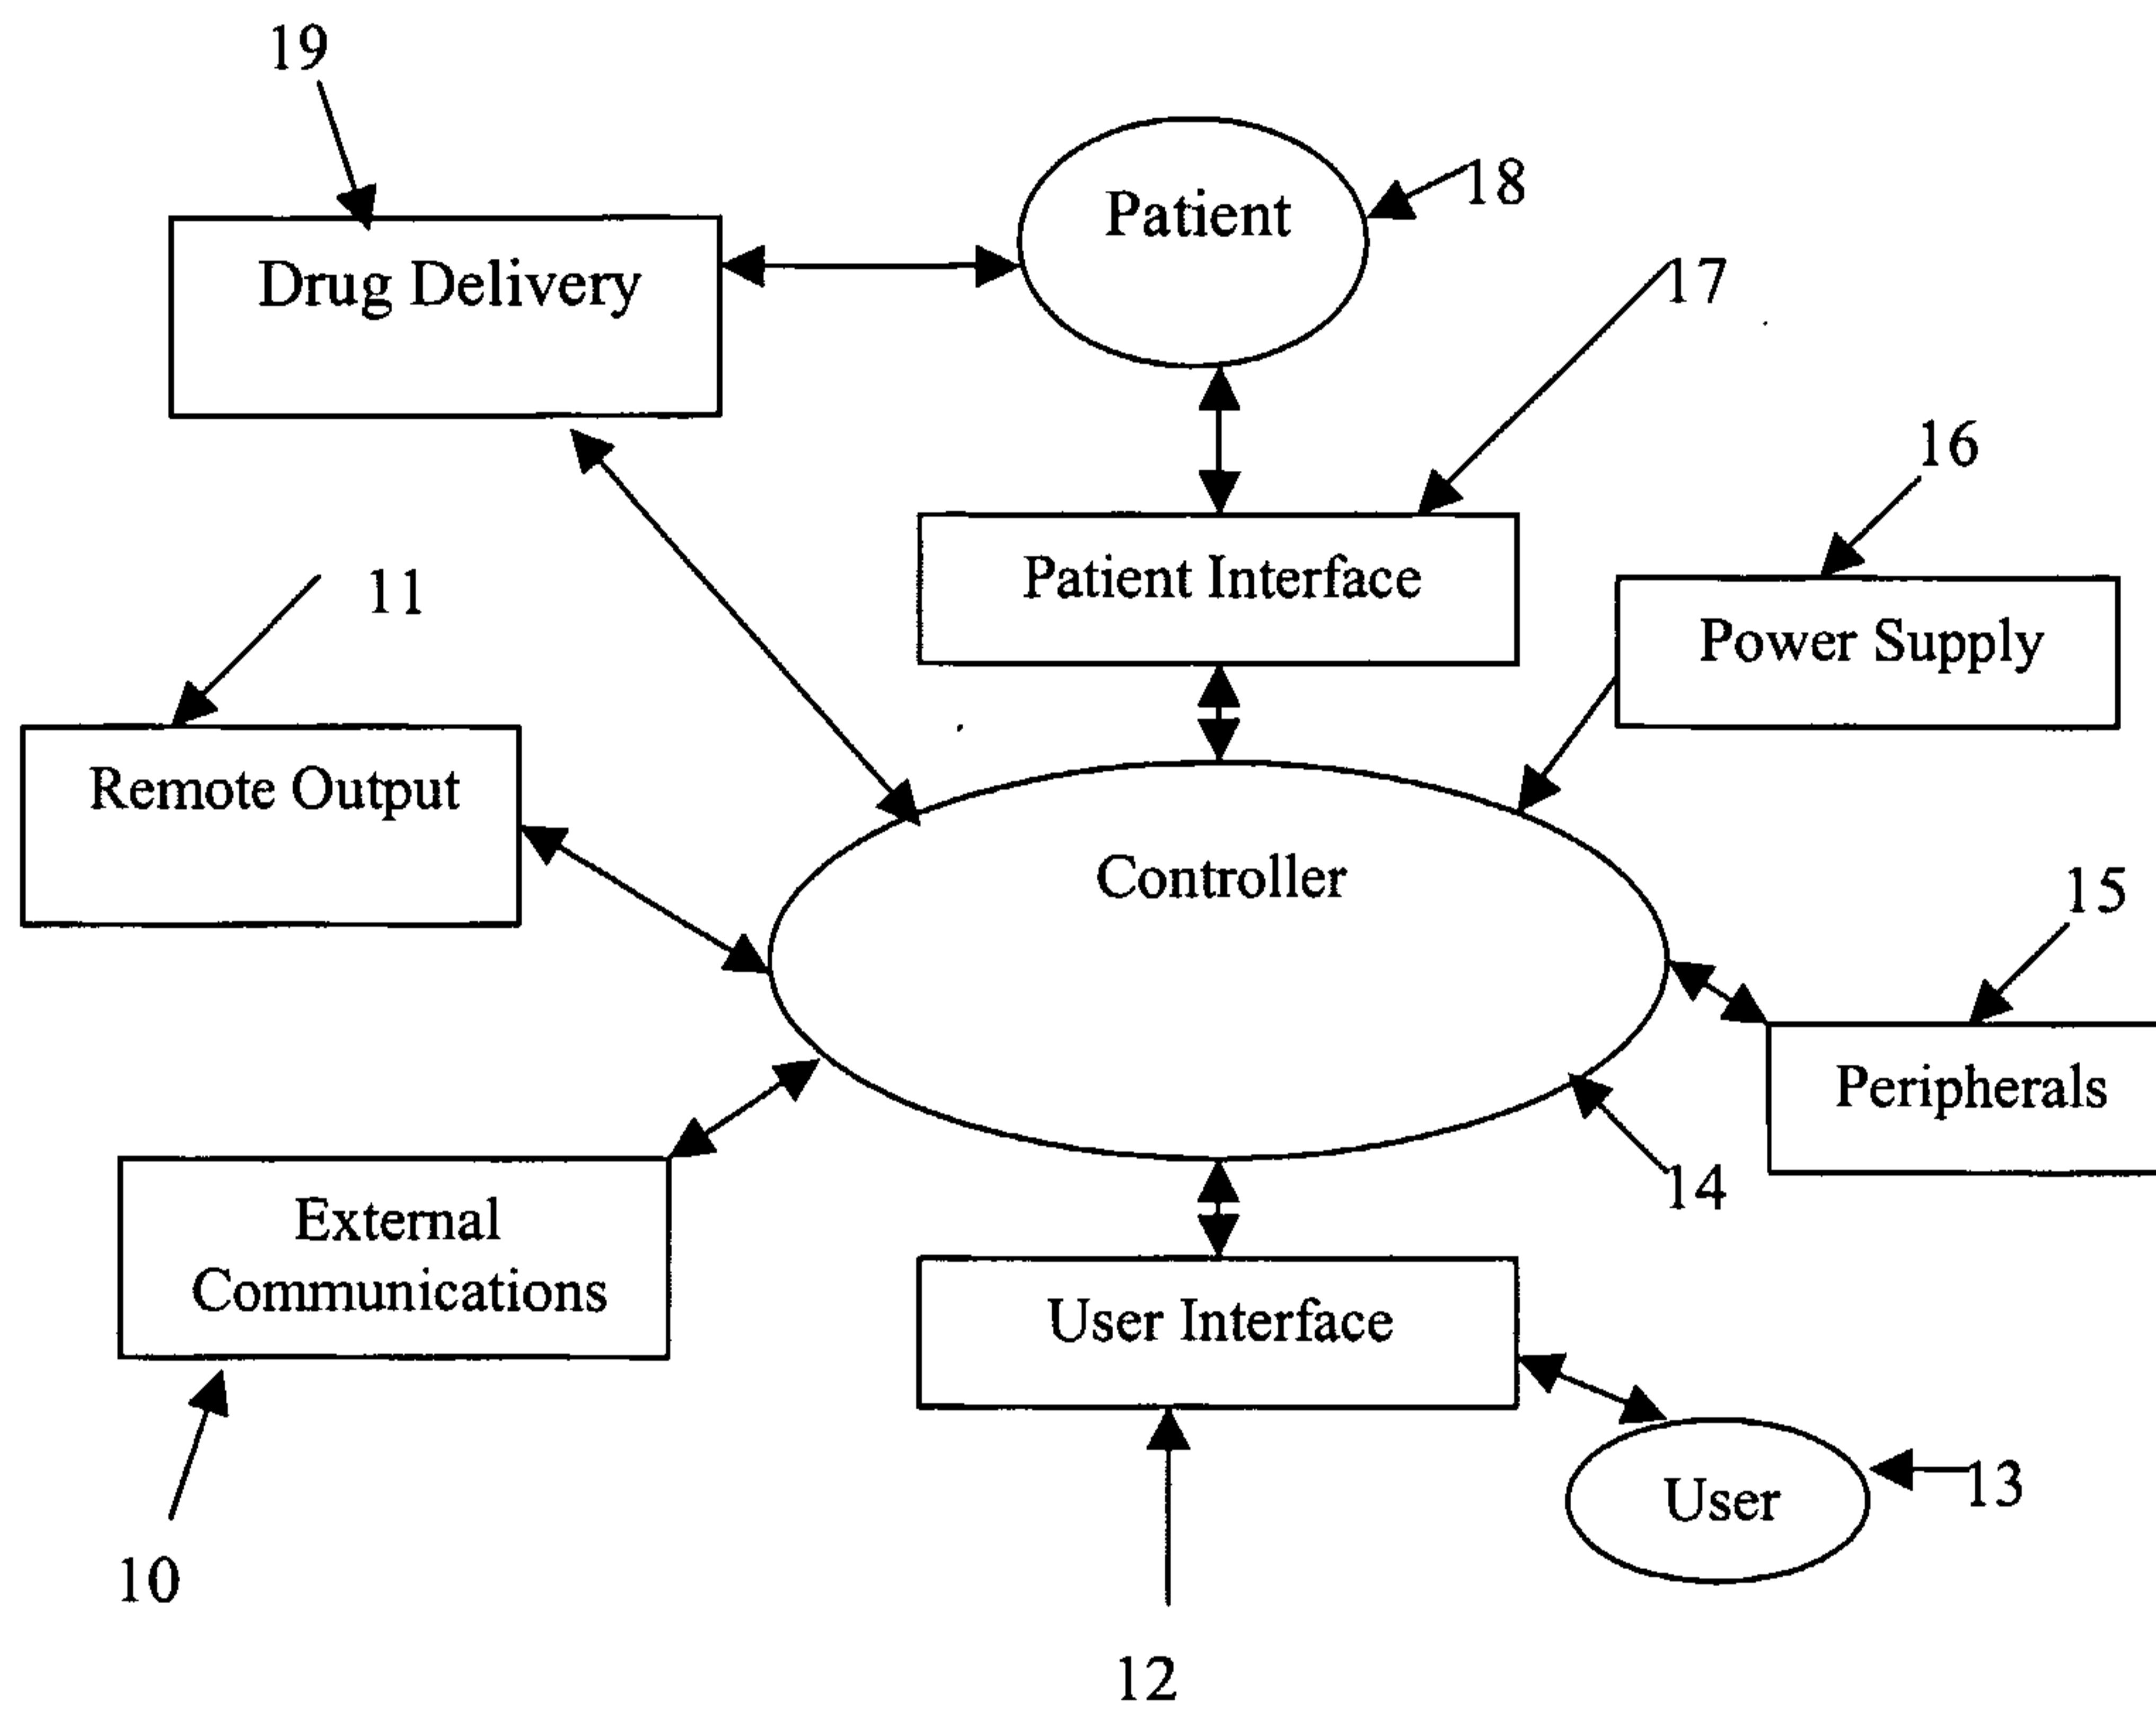 19
Patient
18
Drug Delivery
17
16
Patient Interface
11
Power Supply
Remote Output
Controller
15
Peripherals
14
External
Communications
User Interface
User
13
10
12